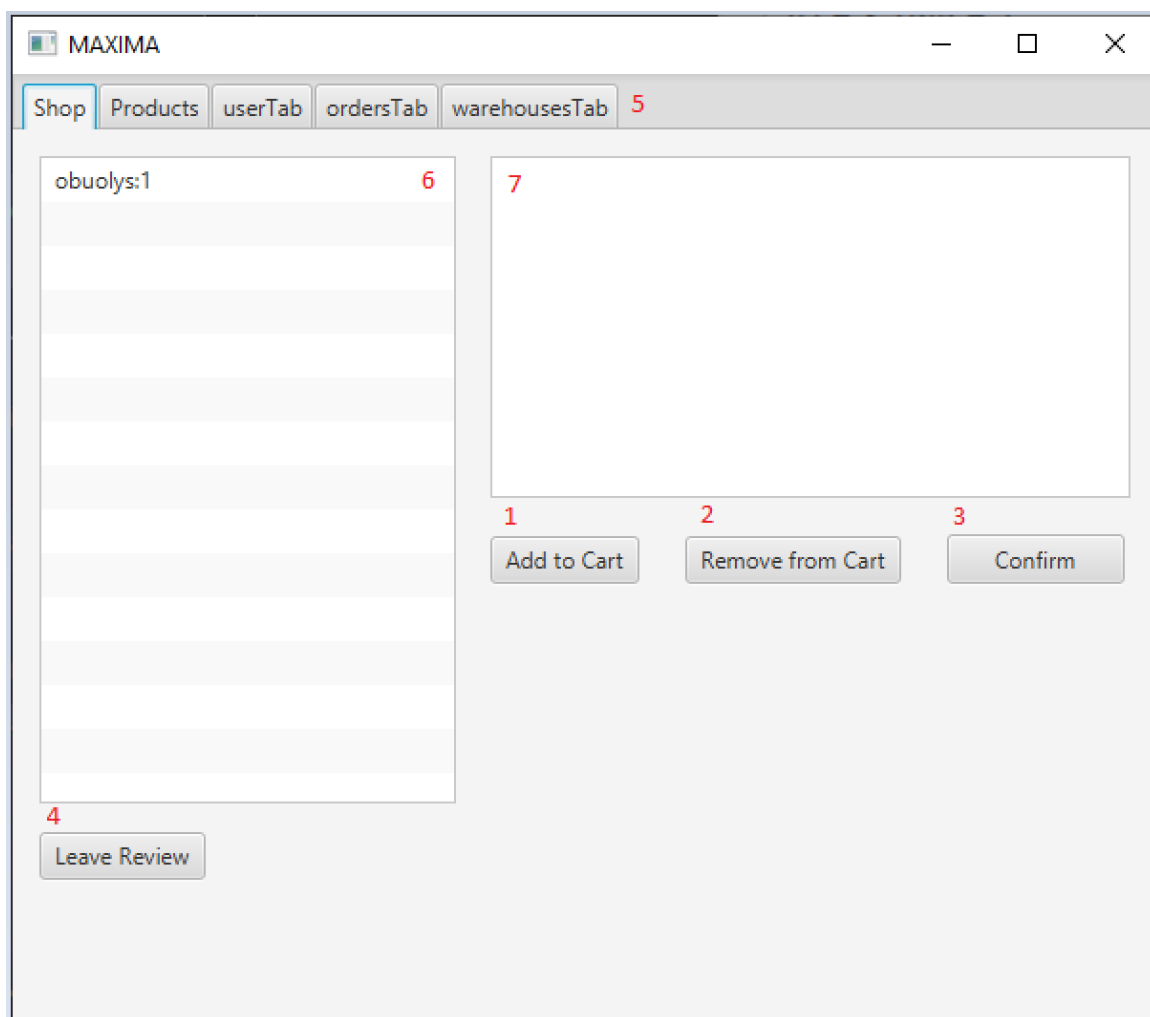 MAXIMA
Shop Products userTab ordersTab warehousesTab 5
obuolys:1 6 7
1 2 3
Add to Cart Remove from Cart Confirm
4
Leave Review